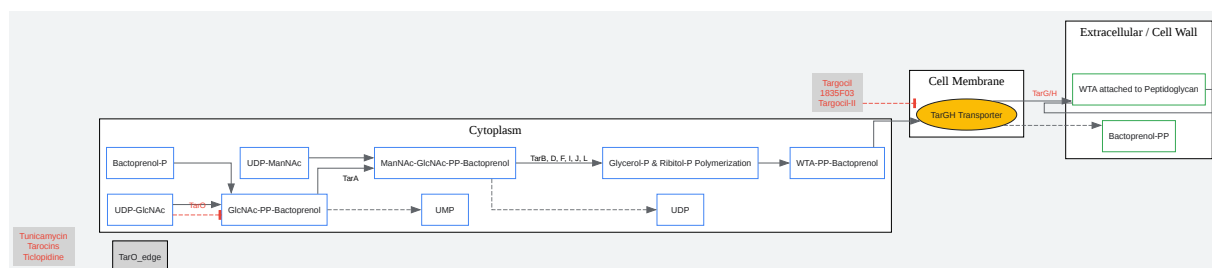 Extracellular / Cell Wall
Cell Membrane
Targocil
1835F03
Targocil-II
TarG/H
WTA attached to Peptidoglycan
TarGH Transporter
Bactoprenol-PP
Cytoplasm
Bactoprenol-P
UDP-ManNAc
ManNAc-GlcNAc-PP-Bactoprenol
TarB, D, F, I, J, L
Glycerol-P & Ribitol-P Polymerization
WTA-PP-Bactoprenol
TarA
UDP-GlcNAc
TarO
GlcNAc-PP-Bactoprenol
UMP
UDP
Tunicamycin
Tarocins
Ticlopidine
TarO_edge